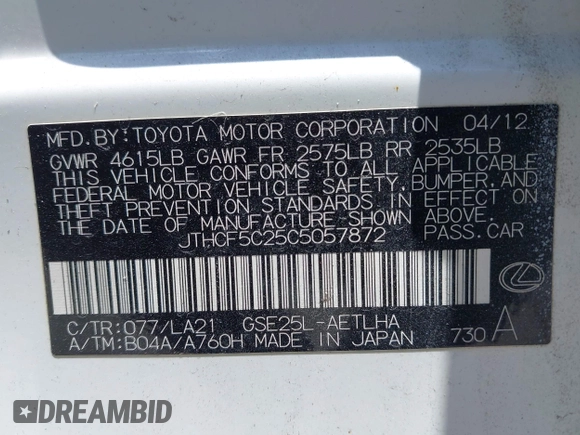 MFD.BY:TOYOTA MOTOR CORPORATION 04/12
GVWR 4615LB GAWR FR 2575LB RR 2535LB
THIS VEHICLE CONFORMS TO ALL APPLICABLE
FEDERAL MOTOR VEHICLE SAFETY,BUMPER,AND
THEFT PREVENTION STANDARDS IN EFFECT ON
THE DATE OF MANUFACTURE SHOWN ABOVE.
JTHCF5C25C5057872 PASS.CAR
C/TR:077/LA21 GSE25L-AETLHA
A/TM:B04A/A760H MADE IN JAPAN 730 A
DREAMBID